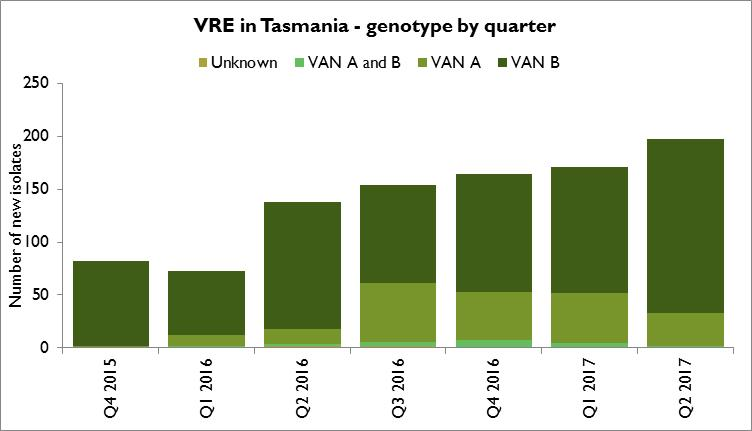 VRE in Tasmania - genotype by quarter
Unknown VAN A and B VAN A VAN B
Number of new isolates
250
200
150
100
50
0
Q4 2015
Q1 2016
Q2 2016
Q3 2016
Q4 2016
Q1 2017
Q2 2017